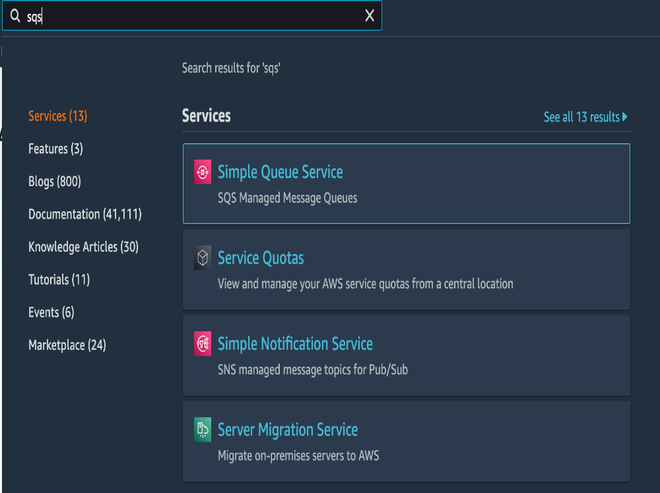 sqs
Search results for 'sqs'
Services (13)
Features (3)
Blogs (800)
Documentation (41,111)
Knowledge Articles (30)
Tutorials (11)
Events (6)
Marketplace (24)
Services
See all 13 results
Simple Queue Service
SQS Managed Message Queues
Service Quotas
View and manage your AWS service quotas from a central location
Simple Notification Service
SNS managed message topics for Pub/Sub
Server Migration Service
Migrate on-premises servers to AWS